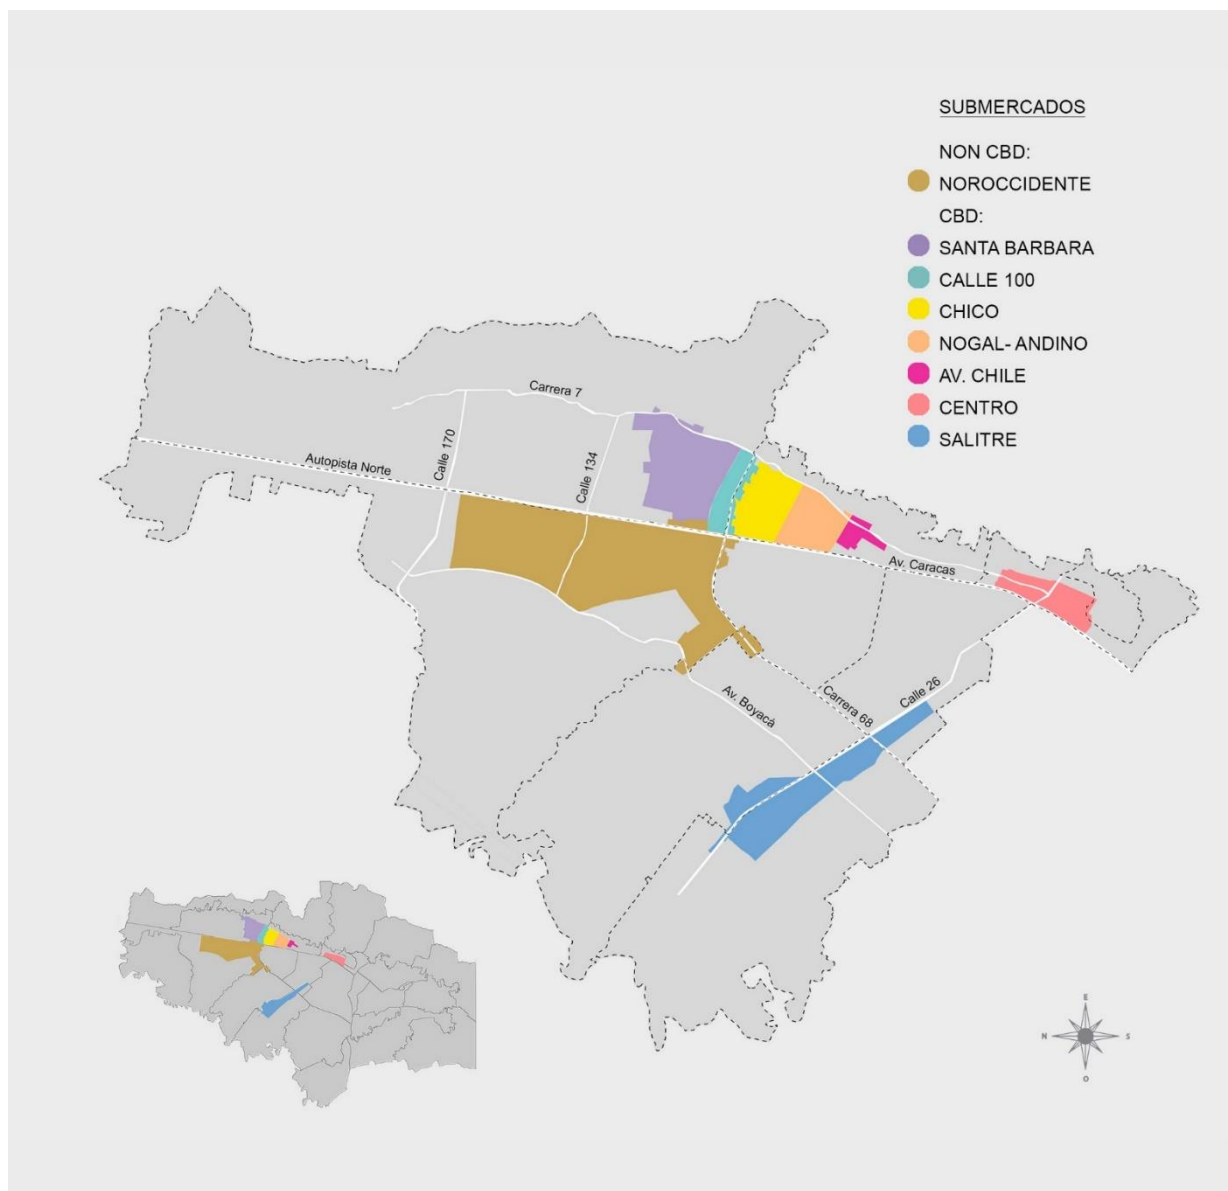 SUBMERCADOS
NON CBD:
NOROCCIDENTE
CBD:
SANTA BARBARA
CALLE 100
CHICO
NOGAL- ANDINO
AV. CHILE
CENTRO
SALITRE
Carrera 7
Calle 170
Autopista Norte
Calle 134
Av. Caracas
Av. Boyacá
Carrera 68
Calle 26
E
N
S
O